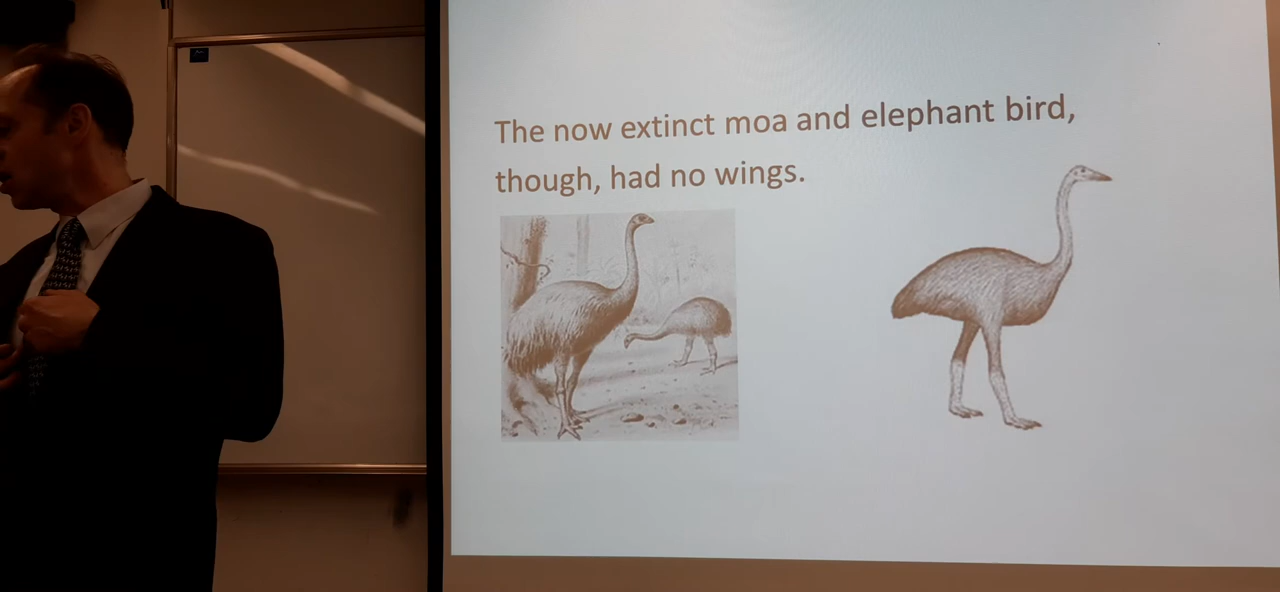 The now extinct moa and elephant bird,
though, had no wings.